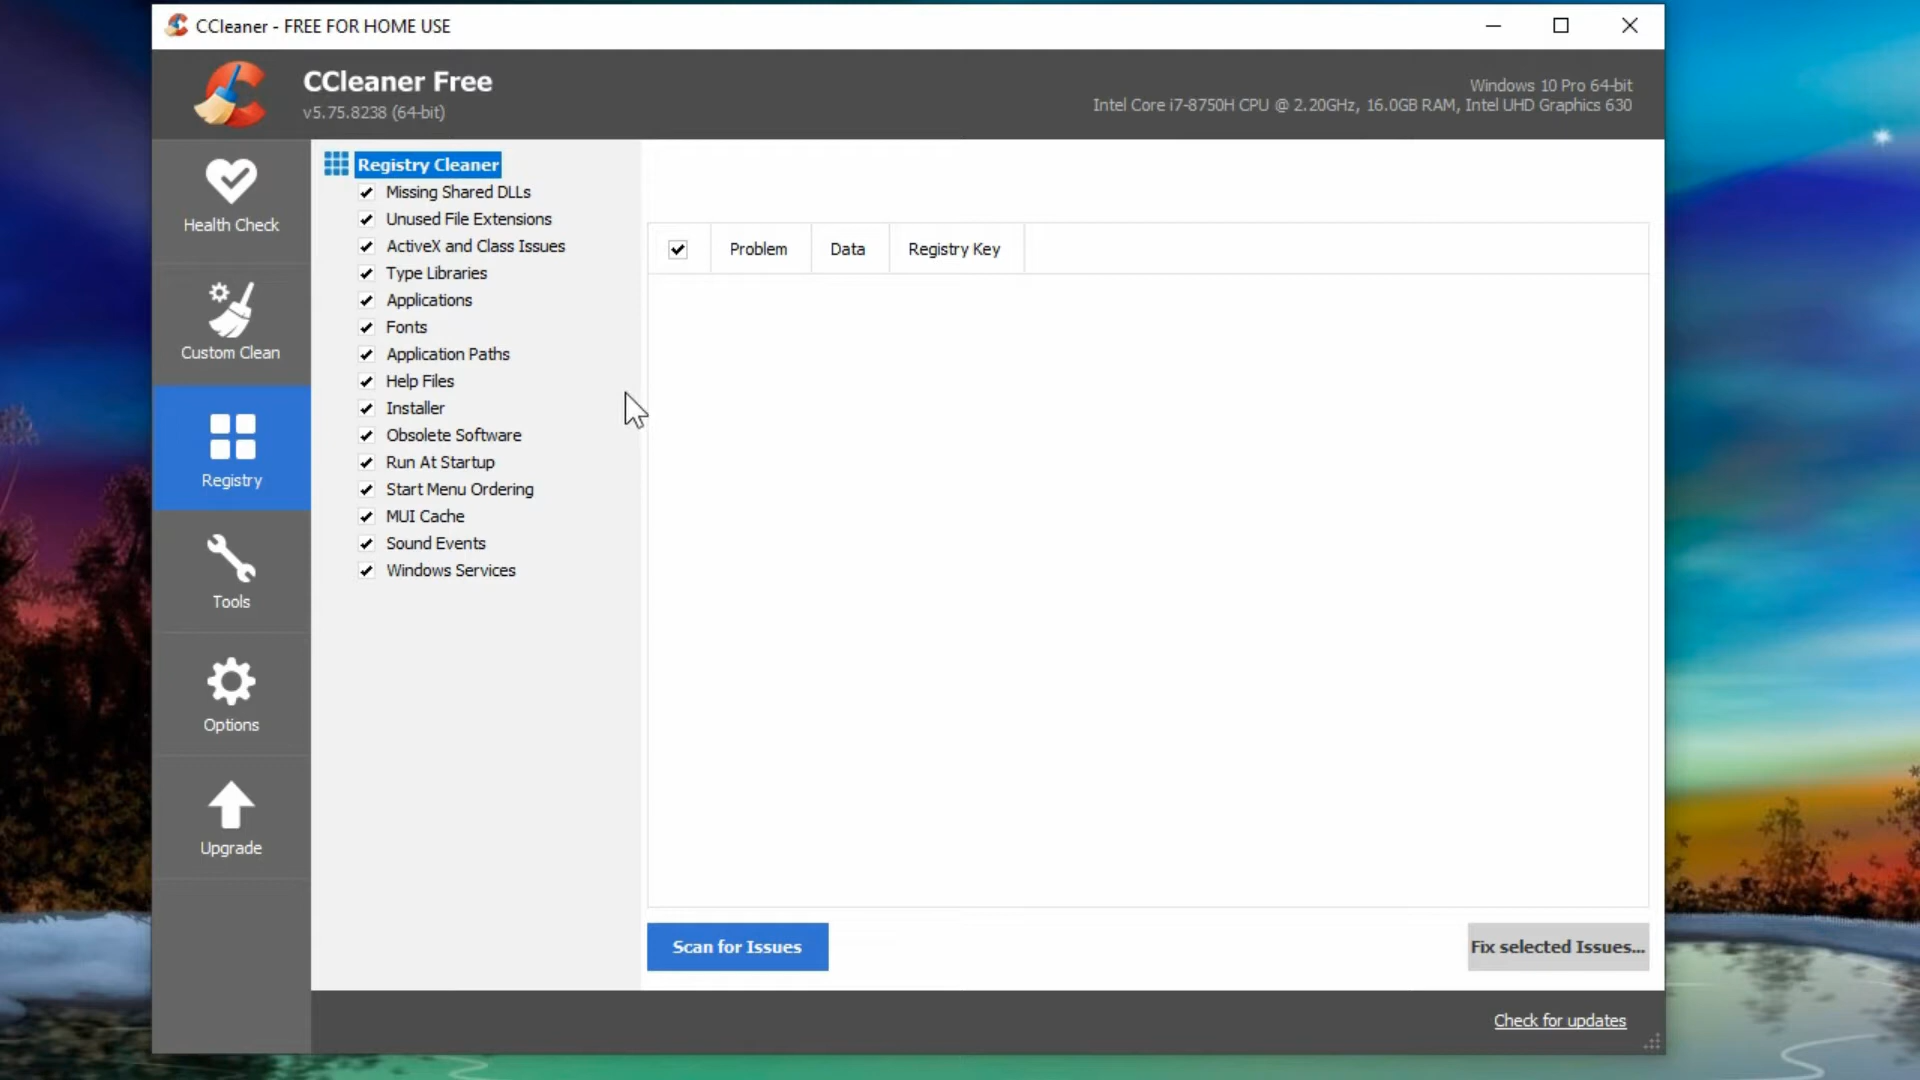 CCleaner - FREE FOR HOME USE
CCleaner Free
v5.75.8238 (64-bit)
Windows 10 Pro 64-bit
Intel Core i7-8750H CPU @ 2.20GHz, 16.0GB RAM, Intel UHD Graphics 630
Health Check
Custom Clean
Registry
Tools
Options
Upgrade
Registry Cleaner
Missing Shared DLLs
Unused File Extensions
ActiveX and Class Issues
Type Libraries
Applications
Fonts
Application Paths
Help Files
Installer
Obsolete Software
Run At Startup
Start Menu Ordering
MUI Cache
Sound Events
Windows Services
Problem Data Registry Key
Scan for Issues
Fix selected Issues...
Check for updates